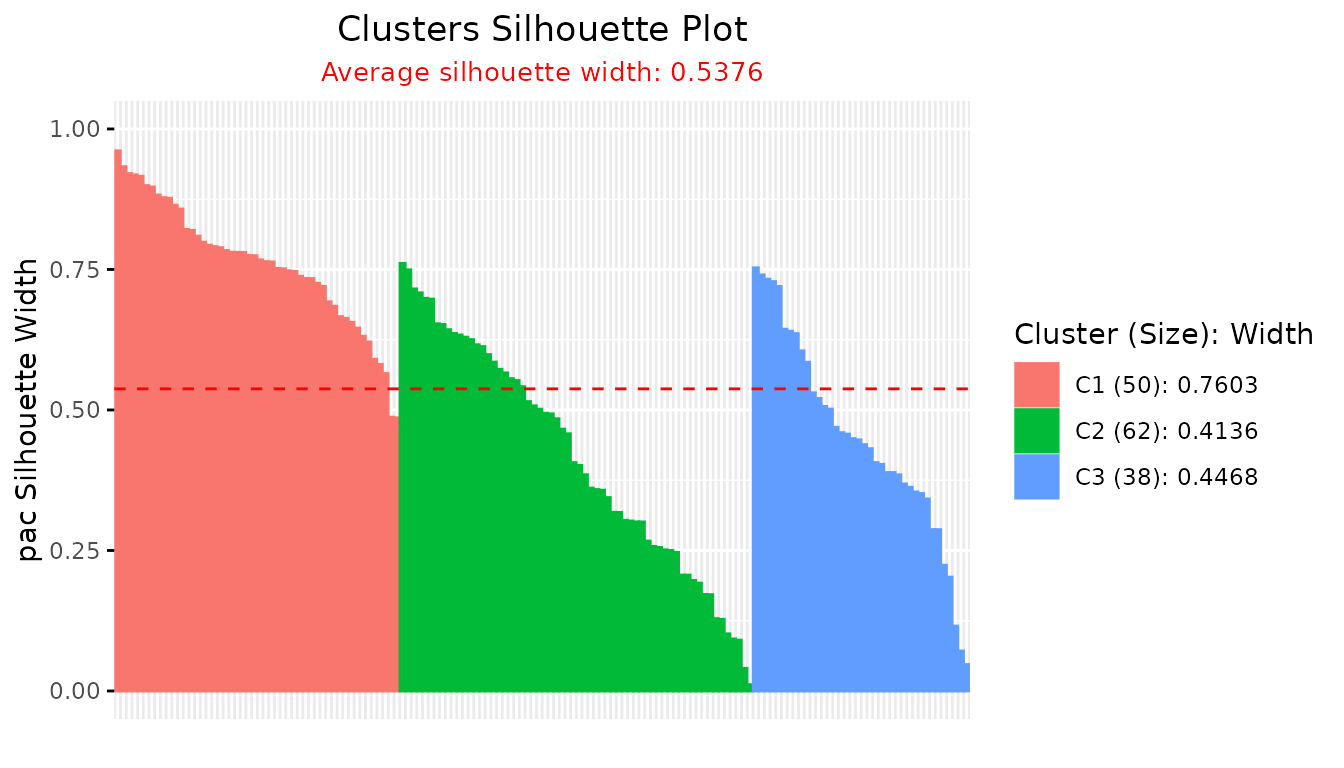 Clusters Silhouette Plot
Average silhouette width: 0.5376
pac Silhouette Width
1.00
0.75
0.50
0.25
0.00
Cluster (Size): Width
C1 (50): 0.7603
C2 (62): 0.4136
C3 (38): 0.4468